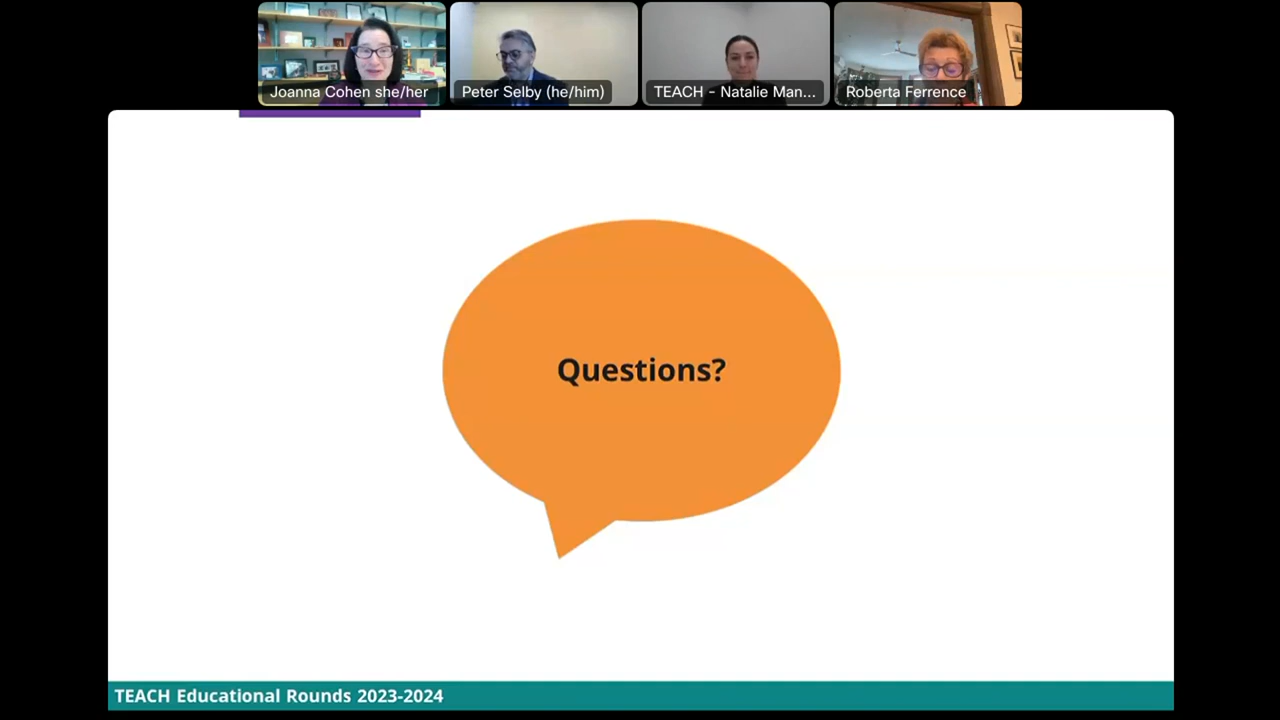 Joanna Cohen she/her
Peter Selby (he/him)
TEACH - Natalie Man...
Roberta Ferrence
Questions?
TEACH Educational Rounds 2023-2024